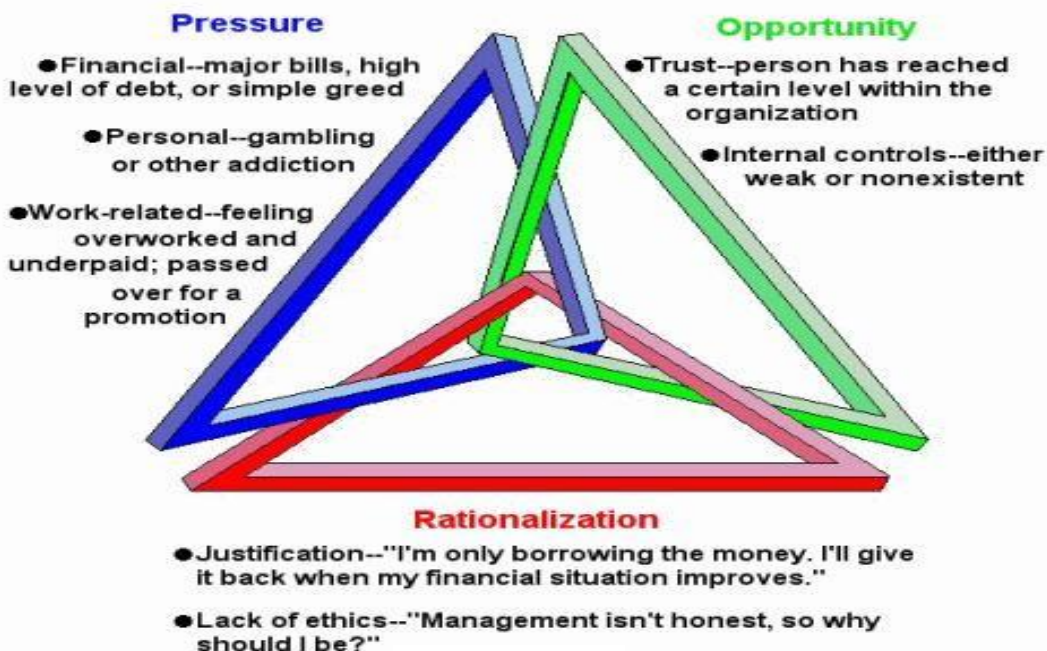 Pressure
●Financial--major bills, high
level of debt, or simple greed
●Personal--gambling
or other addiction
●Work-related--feeling
overworked and
underpaid; passed
over for a
promotion
Opportunity
●Trust--person has reached
a certain level within the
organization
●Internal controls--either
weak or nonexistent
Rationalization
●Justification--"I'm only borrowing the money. I'll give
it back when my financial situation improves."
●Lack of ethics--"Management isn't honest, so why
should I be?"